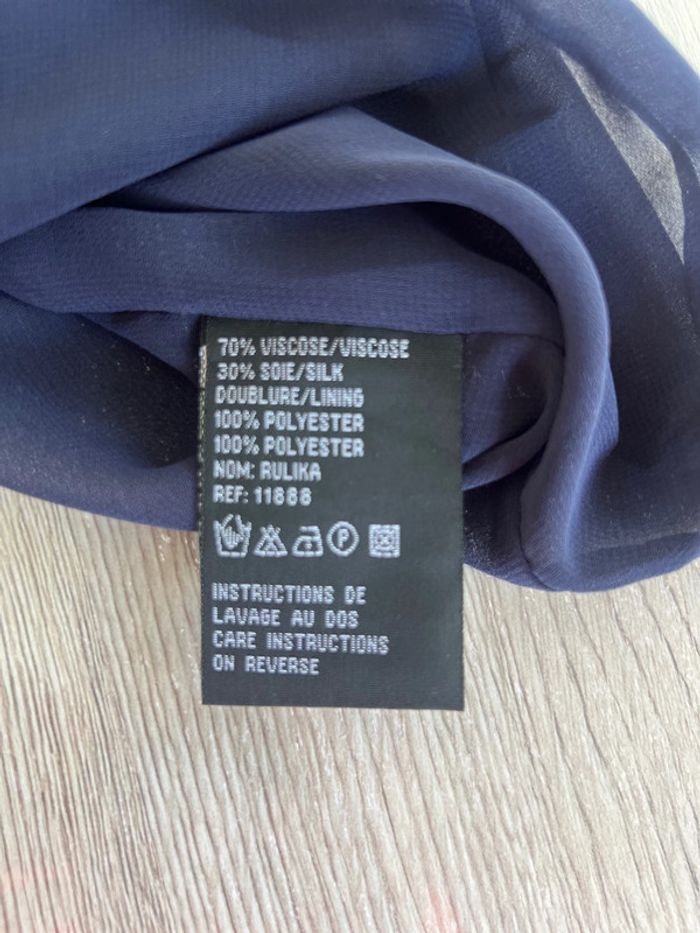 70% VISCOSE/VISCOSE
30% SOIE/SILK
DOUBLURE/LINING
100% POLYESTER
100% POLYESTER
NOM: RULIKA
REF: 11888
P
INSTRUCTIONS DE
LAVAGE AU DOS
CARE INSTRUCTIONS
ON REVERSE